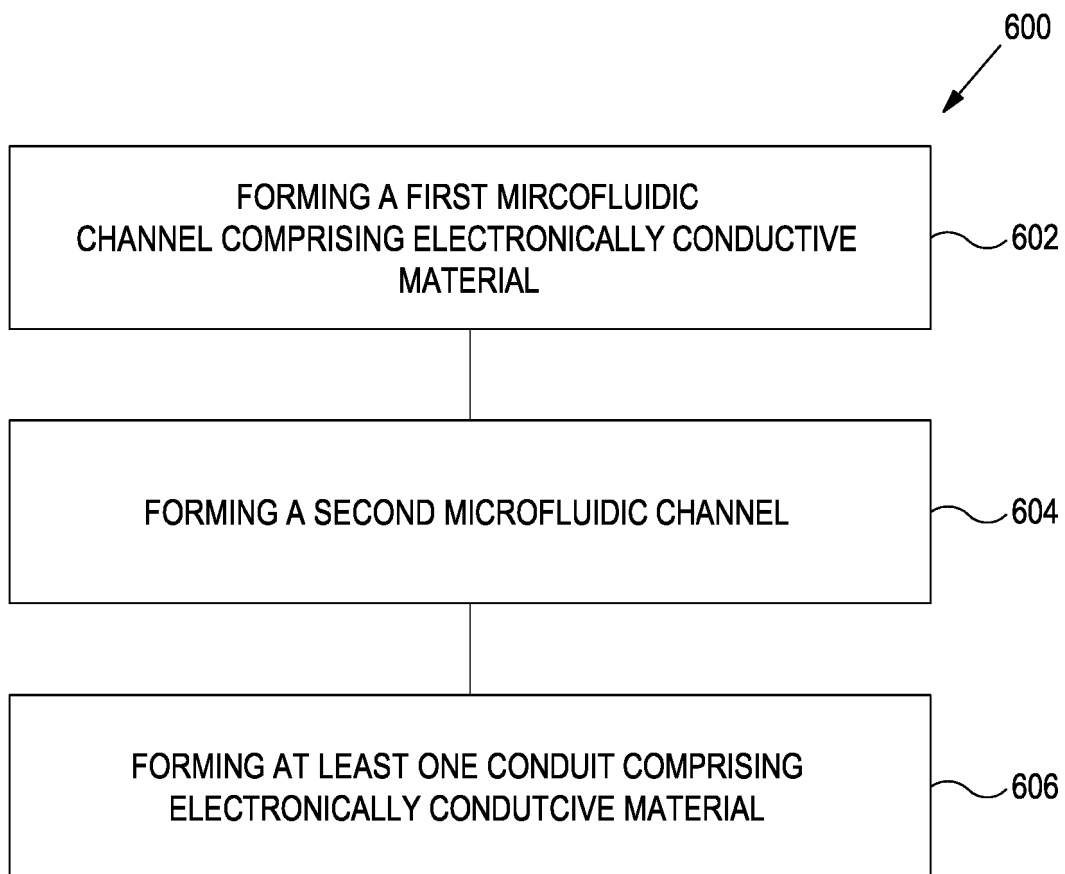 600
FORMING A FIRST MIRCOFLUIDIC
CHANNEL COMPRISING ELECTRONICALLY CONDUCTIVE
MATERIAL
602
FORMING A SECOND MICROFLUIDIC CHANNEL
604
FORMING AT LEAST ONE CONDUIT COMPRISING
ELECTRONICALLY CONDUTCIVE MATERIAL
606